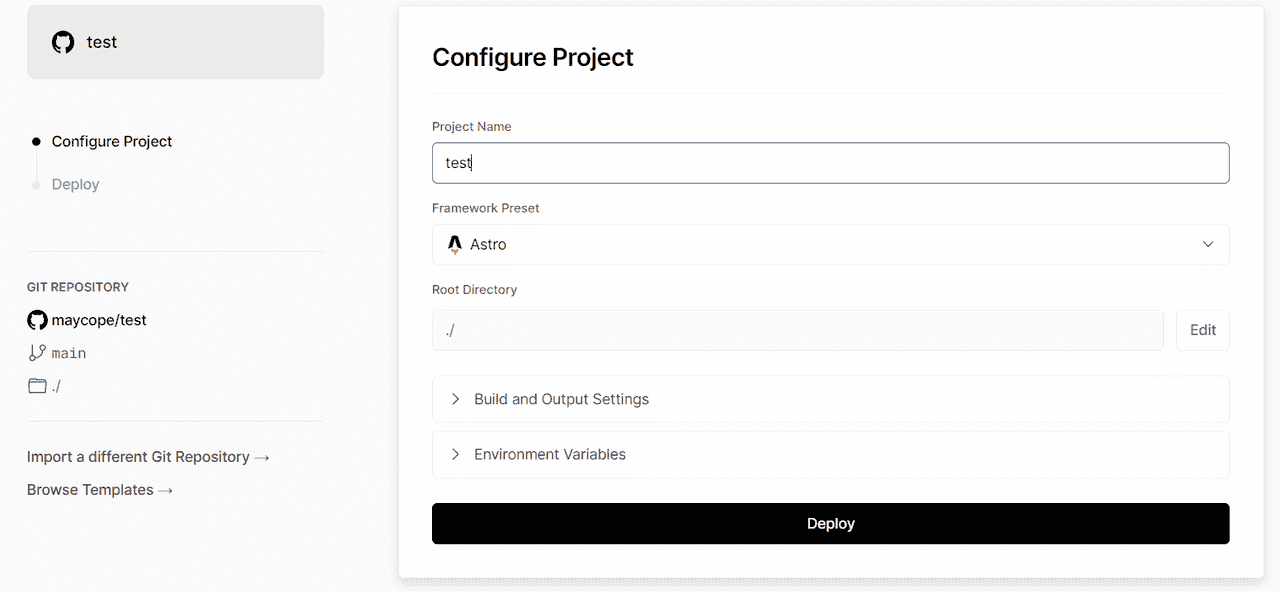 test
Configure Project
Deploy
GIT REPOSITORY
maycope/test
main
./
Import a different Git Repository →
Browse Templates →
Configure Project
Project Name
test
Framework Preset
Astro
Root Directory
./
Edit
Build and Output Settings
Environment Variables
Deploy